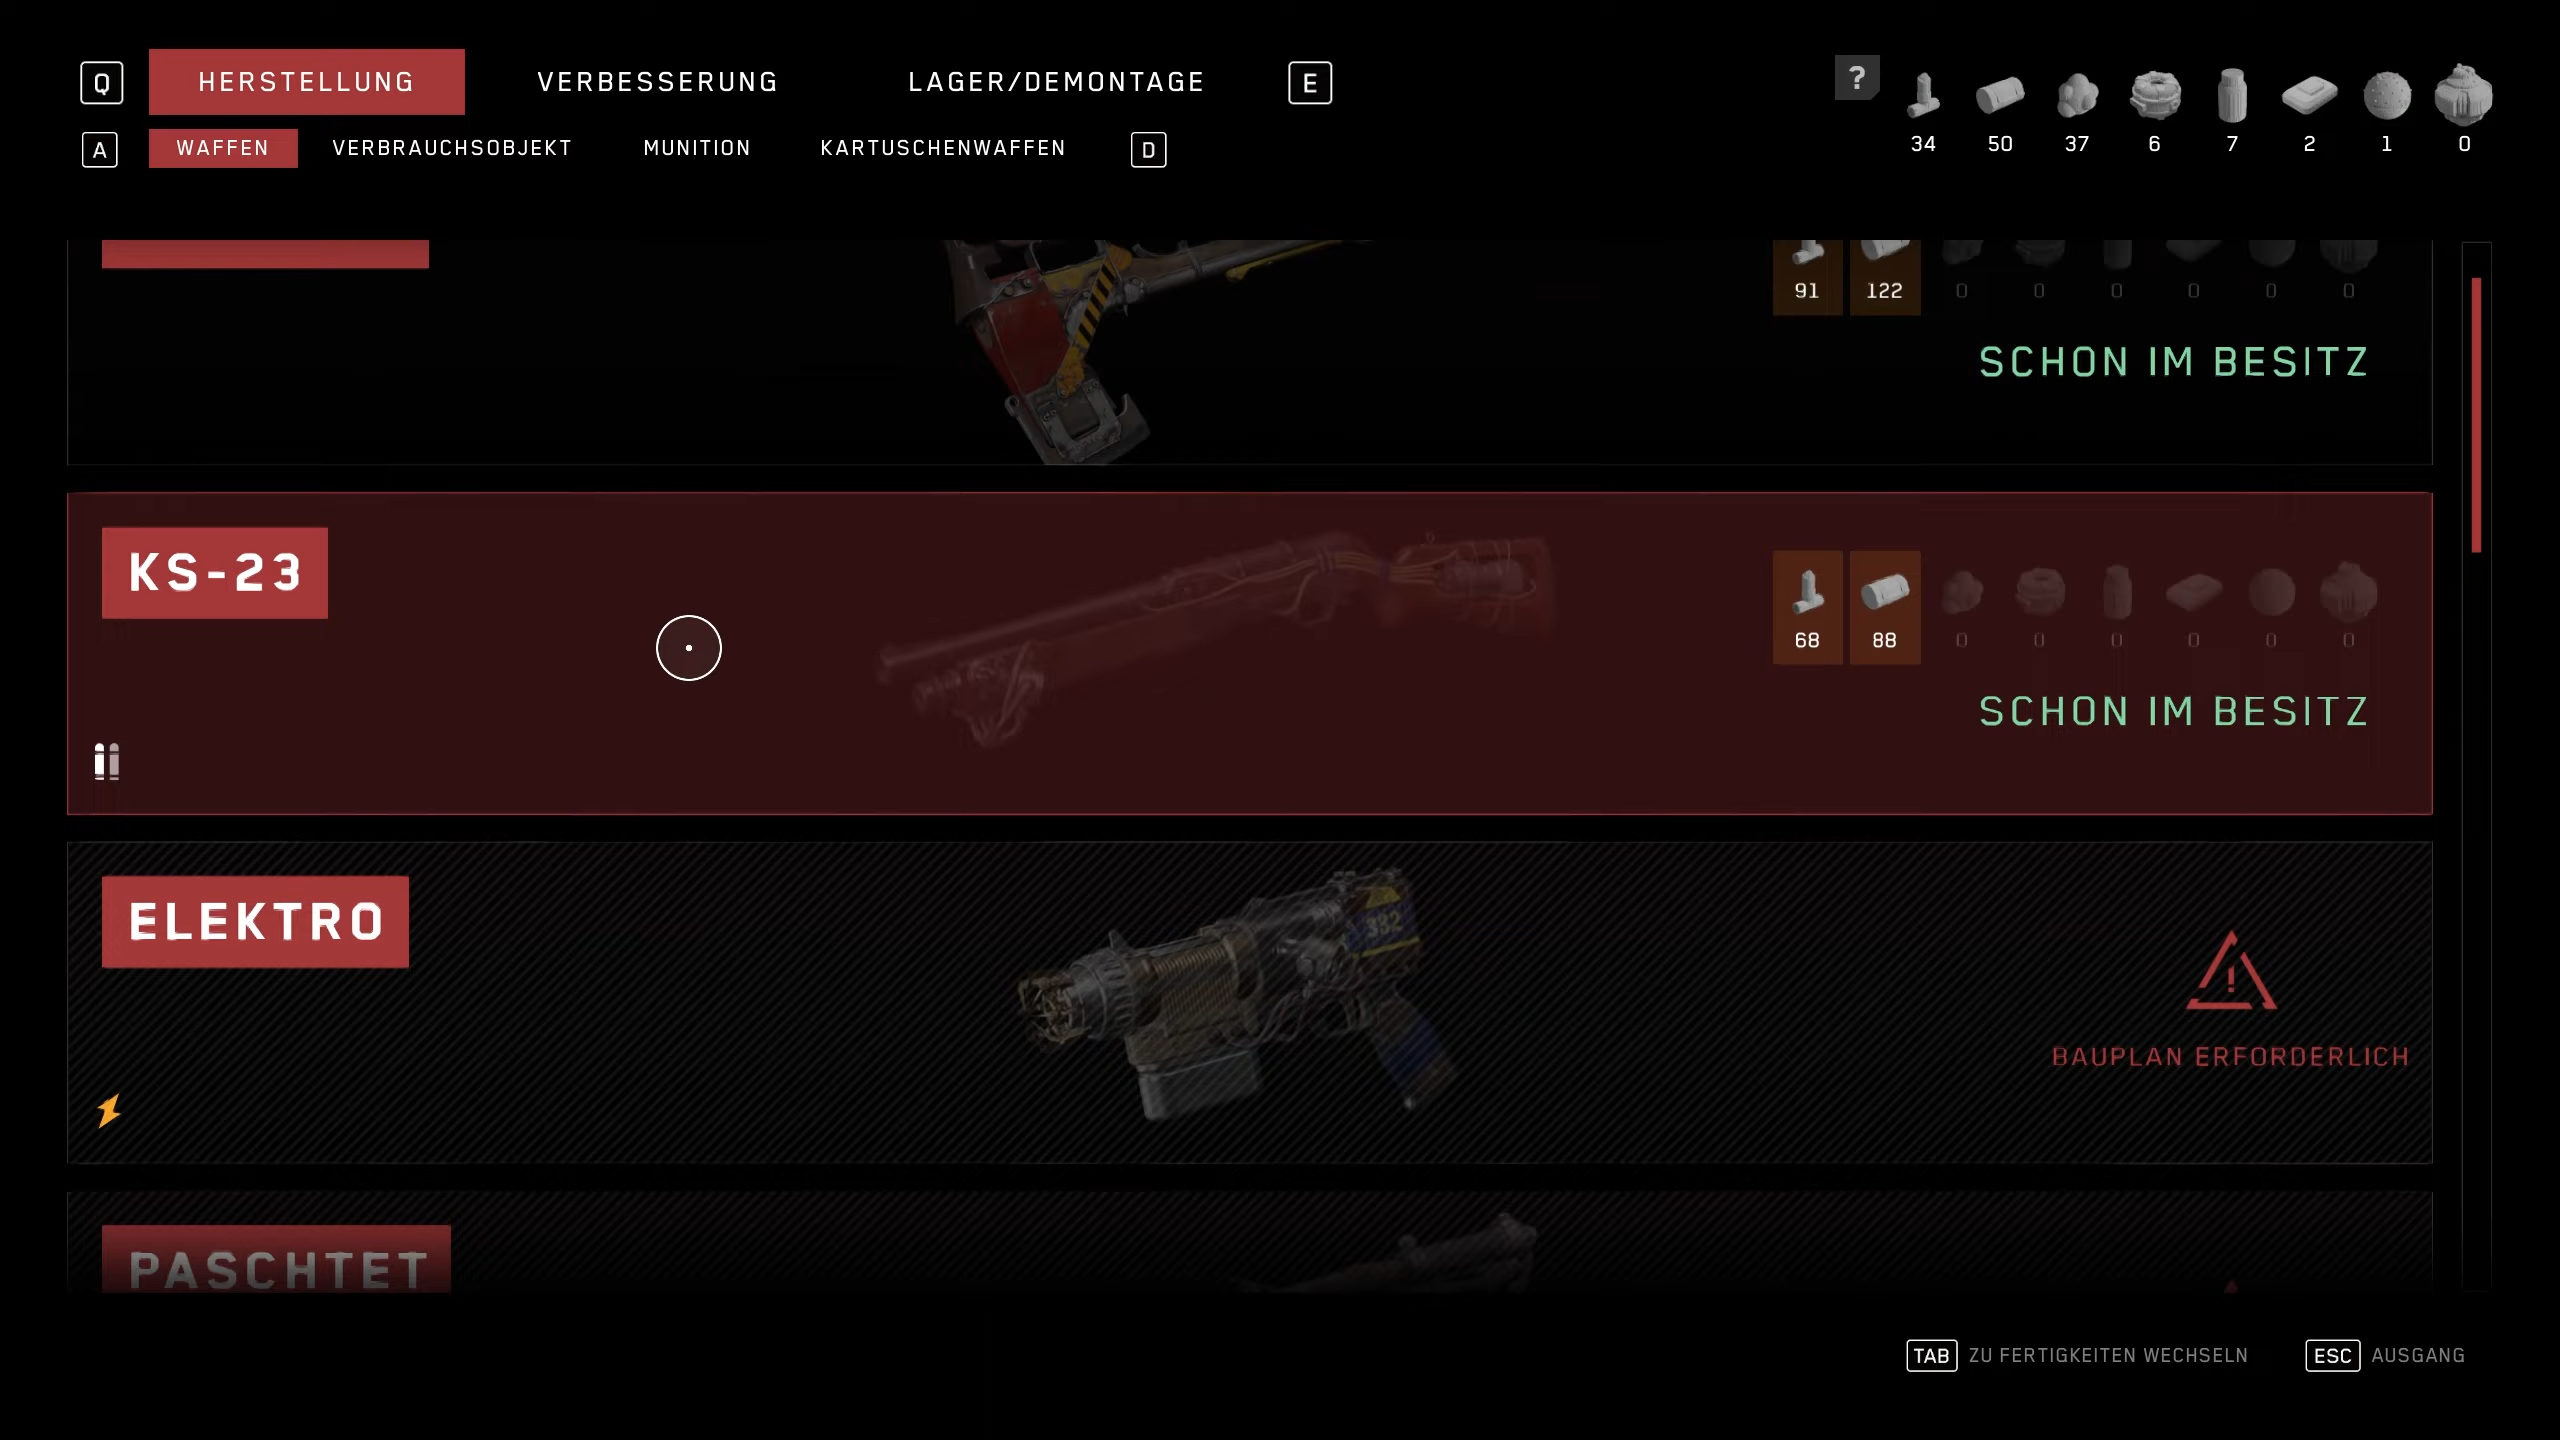 Q HERSTELLUNG VERBESSERUNG LAGER/DEMONTAGE E ?
A WAFFEN VERBRAUCHSOBJEKT MUNITION KARTUSCHENWAFFEN D
34 50 37 6 7 2 1 0
91 122 0 0 0 0 0 0
SCHON IM BESITZ
KS-23
68 88 0 0 0 0 0 0
SCHON IM BESITZ
ELEKTRO
332
BAUPLAN ERFORDERLICH
PASCHTET
TAB ZU FERTIGKEITEN WECHSELN ESC AUSGANG